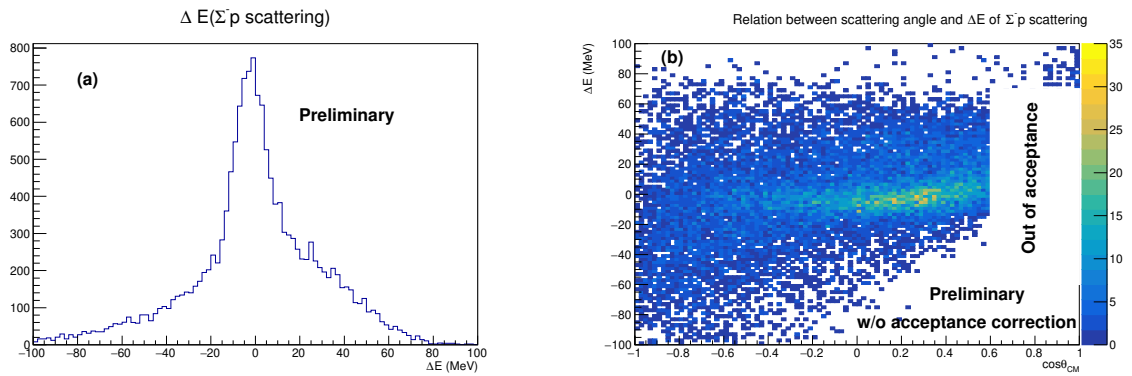 Δ E(Σ⁻p scattering)
(a)
Preliminary
800
700
600
500
400
300
200
100
0
−100 −80 −60 −40 −20 0 20 40 60 80 100
ΔE (MeV)
Relation between scattering angle and ΔE of Σ⁻p scattering
(b)
ΔE (MeV)
100
80
60
40
20
0
−20
−40
−60
−80
−100
Out of acceptance
Preliminary
w/o acceptance correction
−1 −0.8 −0.6 −0.4 −0.2 0 0.2 0.4 0.6 0.8 1
cosθ_CM
35
30
25
20
15
10
5
0